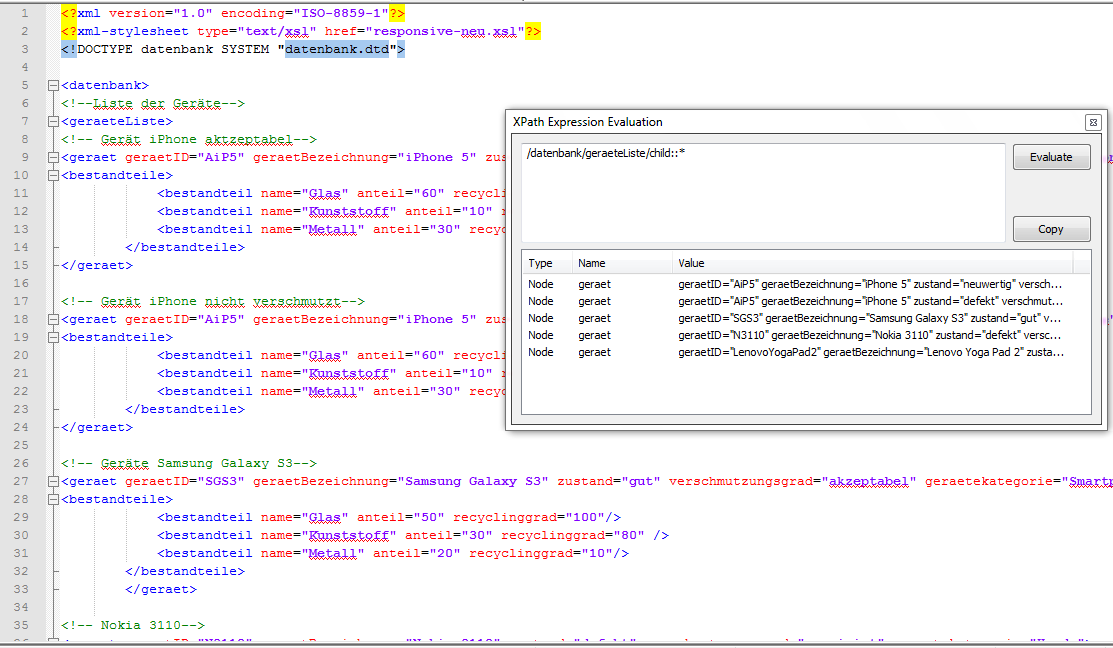 1 <?xml version="1.0" encoding="ISO-8859-1"?>
2 <?xml-stylesheet type="text/xsl" href="responsive-neu.xsl"?>
3 <!DOCTYPE datenbank SYSTEM "datenbank.dtd">
4
5 <datenbank>
6 <!--Liste der Geräte-->
7 <geraeteListe>
8 <!-- Gerät iPhone aktzeptabel-->
9 <geraet geraetID="AiP5" geraetBezeichnung="iPhone 5" zus
10 <bestandteile>
11 <bestandteil name="Glas" anteil="60" recycli
12 <bestandteil name="Kunststoff" anteil="10" r
13 <bestandteil name="Metall" anteil="30" recyc
14 </bestandteile>
15 </geraet>
16
17 <!-- Gerät iPhone nicht verschmutzt-->
18 <geraet geraetID="AiP5" geraetBezeichnung="iPhone 5" zus
19 <bestandteile>
20 <bestandteil name="Glas" anteil="60" recycli
21 <bestandteil name="Kunststoff" anteil="10" r
22 <bestandteil name="Metall" anteil="30" recyc
23 </bestandteile>
24 </geraet>
25
26 <!-- Geräte Samsung Galaxy S3-->
27 <geraet geraetID="SGS3" geraetBezeichnung="Samsung Galaxy S3" zustand="gut" verschmutzungsgrad="akzeptabel" geraetekategorie="Smartp
28 <bestandteile>
29 <bestandteil name="Glas" anteil="50" recyclinggrad="100"/>
30 <bestandteil name="Kunststoff" anteil="30" recyclinggrad="80" />
31 <bestandteil name="Metall" anteil="20" recyclinggrad="10"/>
32 </bestandteile>
33 </geraet>
34
35 <!-- Nokia 3110-->
XPath Expression Evaluation
/datenbank/geraeteListe/child::*
Evaluate
Copy
Type Name Value
Node geraet geraetID="AiP5" geraetBezeichnung="iPhone 5" zustand="neuwertig" versch...
Node geraet geraetID="AiP5" geraetBezeichnung="iPhone 5" zustand="defekt" verschmut...
Node geraet geraetID="SGS3" geraetBezeichnung="Samsung Galaxy S3" zustand="gut" v...
Node geraet geraetID="N3110" geraetBezeichnung="Nokia 3110" zustand="defekt" versc...
Node geraet geraetID="LenovoYogaPad2" geraetBezeichnung="Lenovo Yoga Pad 2" zusta...